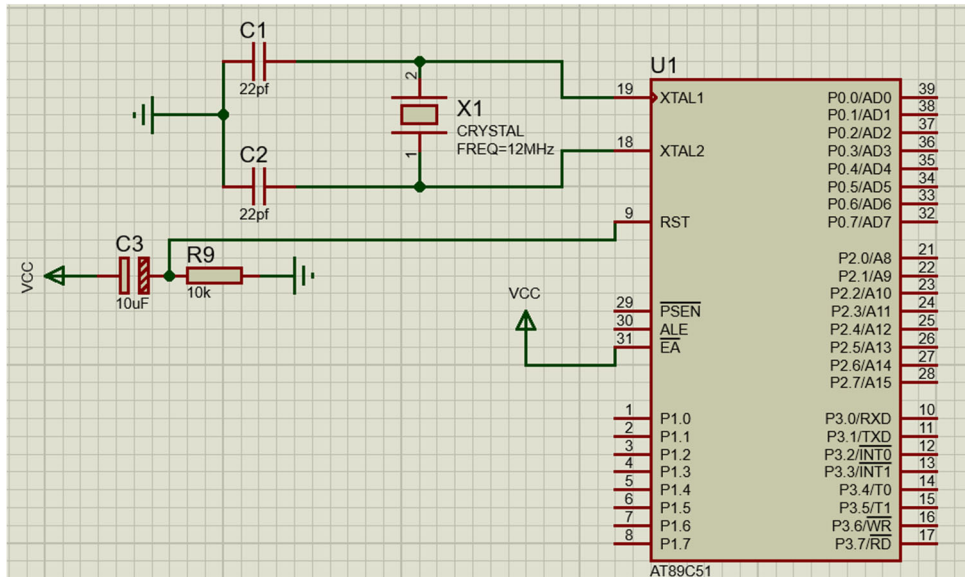 C1
22pf
2
X1
CRYSTAL
FREQ=12MHz
1
C2
22pf
C3
10uF
R9
10k
VCC
VCC
U1
19 XTAL1
18 XTAL2
9 RST
29 PSEN
30 ALE
31 EA
1 P1.0
2 P1.1
3 P1.2
4 P1.3
5 P1.4
6 P1.5
7 P1.6
8 P1.7
P0.0/AD0 39
P0.1/AD1 38
P0.2/AD2 37
P0.3/AD3 36
P0.4/AD4 35
P0.5/AD5 34
P0.6/AD6 33
P0.7/AD7 32
P2.0/A8 21
P2.1/A9 22
P2.2/A10 23
P2.3/A11 24
P2.4/A12 25
P2.5/A13 26
P2.6/A14 27
P2.7/A15 28
P3.0/RXD 10
P3.1/TXD 11
P3.2/INT0 12
P3.3/INT1 13
P3.4/T0 14
P3.5/T1 15
P3.6/WR 16
P3.7/RD 17
AT89C51